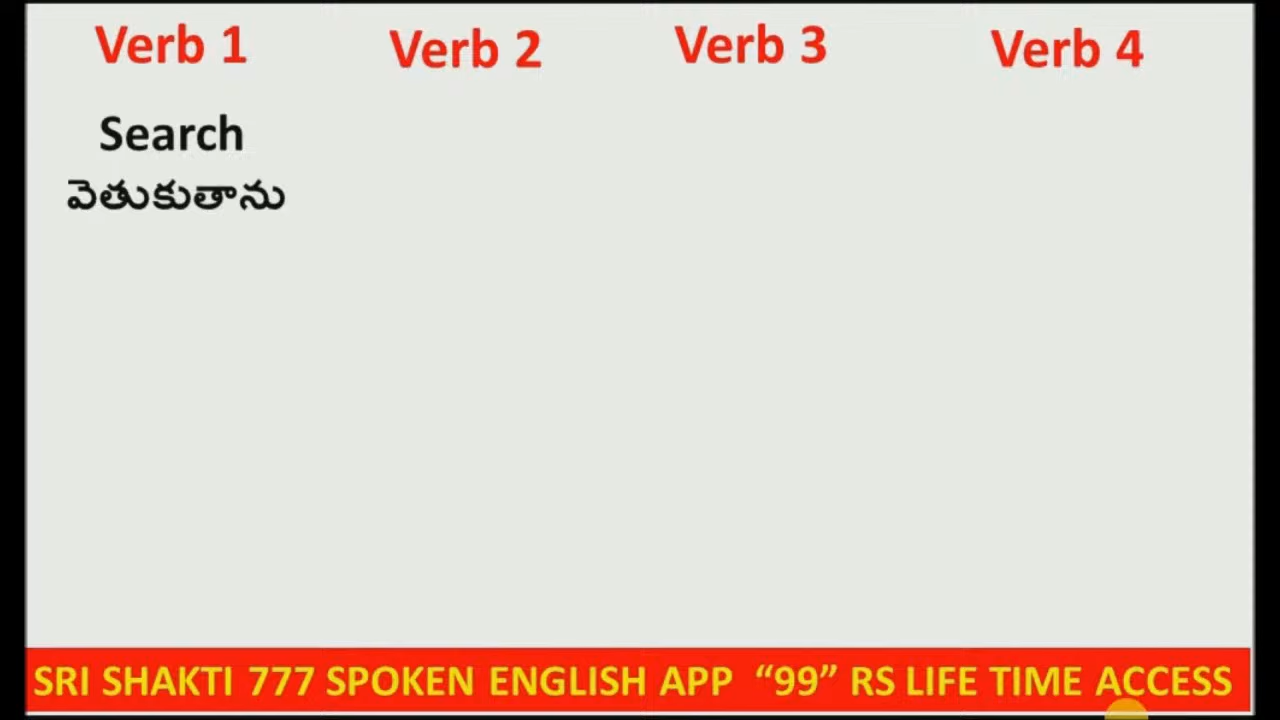 Verb 1 Verb 2 Verb 3 Verb 4
Search
వెతుకుతాను
SRI SHAKTI 777 SPOKEN ENGLISH APP “99” RS LIFE TIME ACCESS